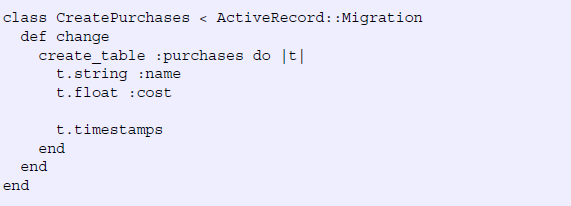 class CreatePurchases < ActiveRecord::Migration
  def change
    create_table :purchases do |t|
      t.string :name
      t.float :cost

      t.timestamps
    end
  end
end